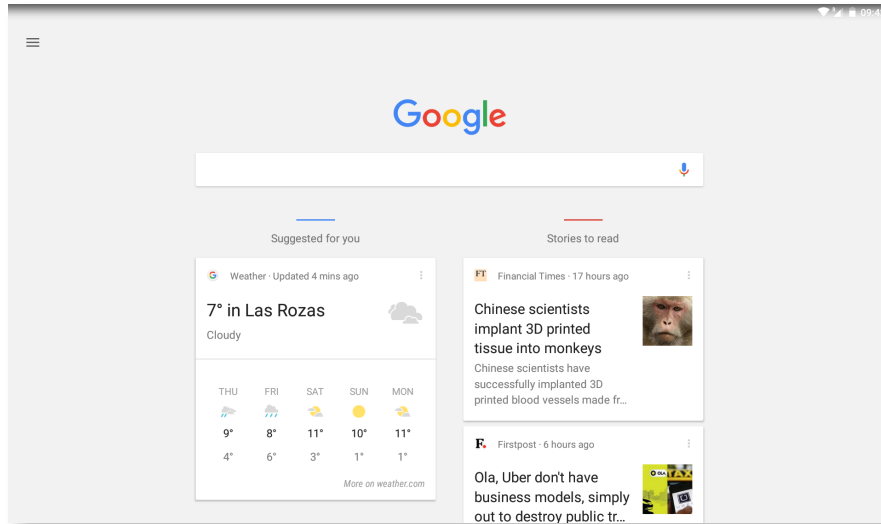 09:4
Google
Suggested for you
Stories to read
Weather · Updated 4 mins ago
7° in Las Rozas
Cloudy
THU FRI SAT SUN MON
9° 8° 11° 10° 11°
4° 6° 3° 1° 1°
More on weather.com
FT Financial Times · 17 hours ago
Chinese scientists
implant 3D printed
tissue into monkeys
Chinese scientists have
successfully implanted 3D
printed blood vessels made fr...
F. Firstpost · 6 hours ago
Ola, Uber don't have
business models, simply
out to destroy public tr...
OLA TAX